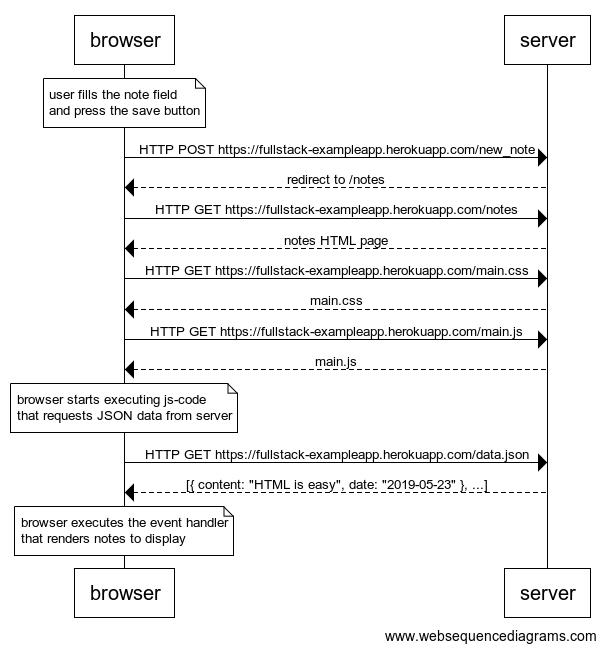 browser
server
user fills the note field
and press the save button
HTTP POST https://fullstack-exampleapp.herokuapp.com/new_note
redirect to /notes
HTTP GET https://fullstack-exampleapp.herokuapp.com/notes
notes HTML page
HTTP GET https://fullstack-exampleapp.herokuapp.com/main.css
main.css
HTTP GET https://fullstack-exampleapp.herokuapp.com/main.js
main.js
browser starts executing js-code
that requests JSON data from server
HTTP GET https://fullstack-exampleapp.herokuapp.com/data.json
[{ content: "HTML is easy", date: "2019-05-23" }, ...]
browser executes the event handler
that renders notes to display
browser
server
www.websequencediagrams.com